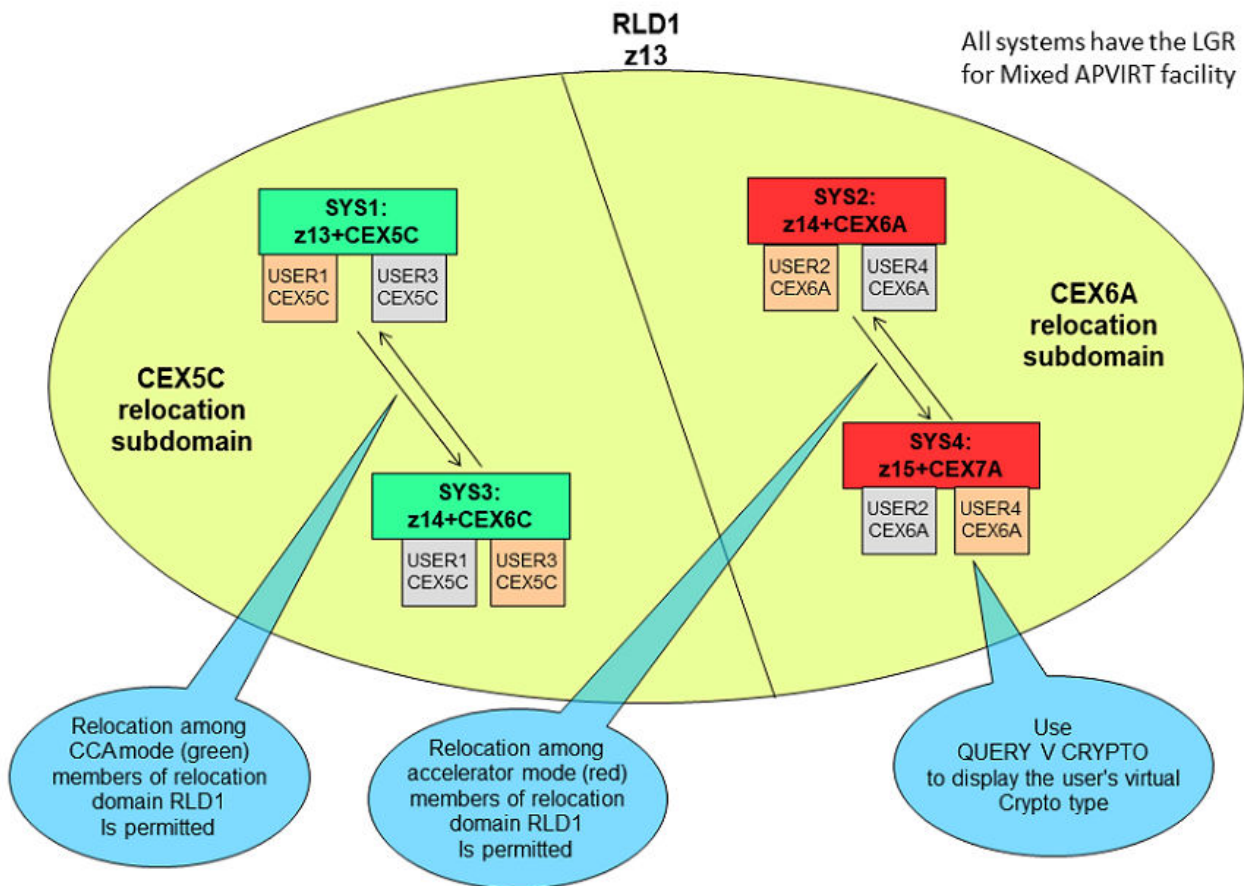 RLD1
z13
All systems have the LGR
for Mixed APVIRT facility
SYS1:
z13+CEX5C
USER1
CEX5C
USER3
CEX5C
SYS2:
z14+CEX6A
USER2
CEX6A
USER4
CEX6A
CEX5C
relocation
subdomain
CEX6A
relocation
subdomain
SYS3:
z14+CEX6C
USER1
CEX5C
USER3
CEX5C
SYS4:
z15+CEX7A
USER2
CEX6A
USER4
CEX6A
Relocation among
CCA mode (green)
members of relocation
domain RLD1
Is permitted
Relocation among
accelerator mode (red)
members of relocation
domain RLD1
Is permitted
Use
QUERY V CRYPTO
to display the user's virtual
Crypto type